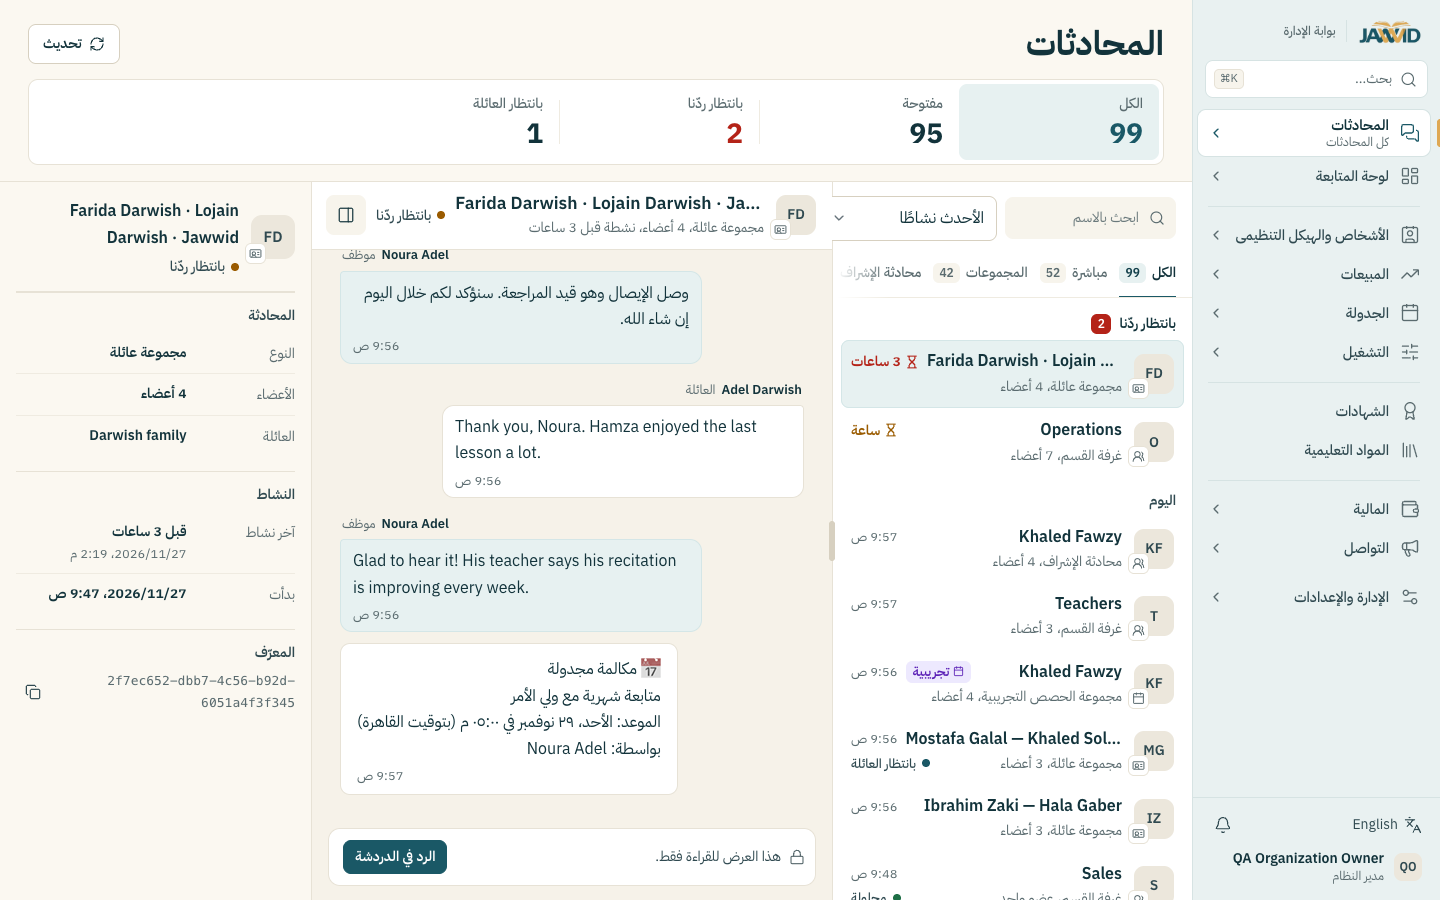 JAWWID
بوابة الإدارة
بحث...
⌘K
المحادثات
كل المحادثات
لوحة المتابعة
الأشخاص والهيكل التنظيمي
المبيعات
الجدولة
التشغيل
الشهادات
المواد التعليمية
المالية
التواصل
الإدارة والإعدادات
English
QA Organization Owner
مدير النظام
QO
المحادثات
تحديث
الكل
99
مفتوحة
95
بانتظار ردّنا
2
بانتظار العائلة
1
ابحث بالاسم
الأحدث نشاطًا
الكل 99
مباشرة 52
المجموعات 42
محادثة الإشراف
بانتظار ردّنا 2
FD
Farida Darwish · Lojain ...
3 ساعات
مجموعة عائلة، 4 أعضاء
O
Operations
ساعة
غرفة القسم، 7 أعضاء
اليوم
KF
Khaled Fawzy
9:57 ص
محادثة الإشراف، 4 أعضاء
T
Teachers
9:57 ص
غرفة القسم، 3 أعضاء
KF
Khaled Fawzy
تجريبية
9:56 ص
مجموعة الحصص التجريبية، 4 أعضاء
MG
Mostafa Galal — Khaled Sol...
9:56 ص
مجموعة عائلة، 3 أعضاء
بانتظار العائلة
IZ
Ibrahim Zaki — Hala Gaber
9:56 ص
مجموعة عائلة، 3 أعضاء
S
Sales
9:48 ص
غرفة القسم، عضو واحد
محلولة
FD
Farida Darwish · Lojain Darwish · Ja...
بانتظار ردّنا
مجموعة عائلة، 4 أعضاء، نشطة قبل 3 ساعات
Noura Adel موظف
وصل الإيصال وهو قيد المراجعة. سنؤكد لكم خلال اليوم
إن شاء الله.
9:56 ص
Adel Darwish العائلة
Thank you, Noura. Hamza enjoyed the last
lesson a lot.
9:56 ص
Noura Adel موظف
Glad to hear it! His teacher says his recitation
is improving every week.
9:56 ص
📅 مكالمة مجدولة
متابعة شهرية مع ولي الأمر
الموعد: الأحد، ٢٩ نوفمبر في ٠٥:٠٠ م (بتوقيت القاهرة)
بواسطة: Noura Adel
9:57 ص
هذا العرض للقراءة فقط.
الرد في الدردشة
FD
Farida Darwish · Lojain
Darwish · Jawwid
بانتظار ردّنا
المحادثة
النوع
مجموعة عائلة
الأعضاء
4 أعضاء
العائلة
Darwish family
النشاط
آخر نشاط
قبل 3 ساعات
2026/11/27، 2:19 م
بدأت
2026/11/27، 9:47 ص
المعرّف
2f7ec652-dbb7-4c56-b92d-
6051a4f3f345